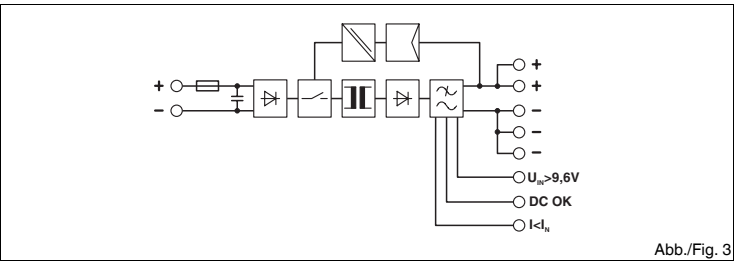 +
+
+
–
–
–
–
U_IN>9,6V
DC OK
I<I_N
Abb./Fig. 3